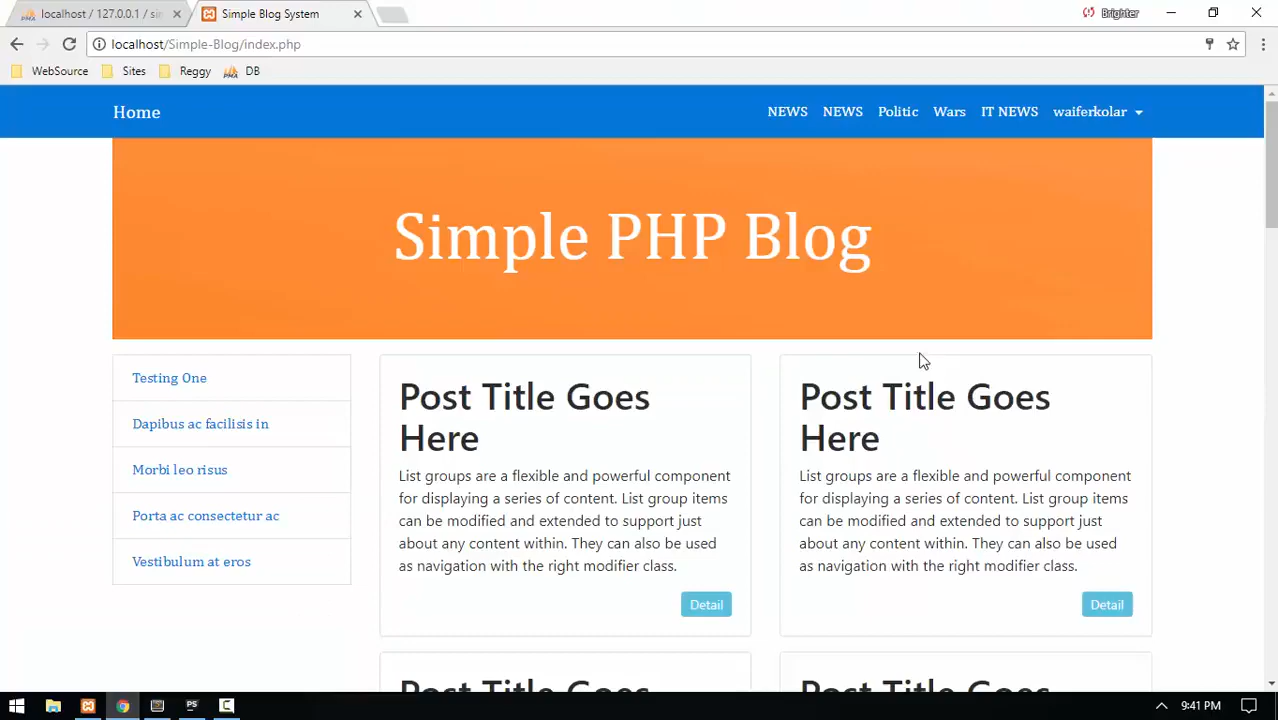 localhost / 127.0.0.1 / si
Simple Blog System
Brighter
localhost/Simple-Blog/index.php
WebSource
Sites
Reggy
DB
Home
NEWS
NEWS
Politic
Wars
IT NEWS
waiferkolar
Simple PHP Blog
Testing One
Dapibus ac facilisis in
Morbi leo risus
Porta ac consectetur ac
Vestibulum at eros
Post Title Goes
Here
List groups are a flexible and powerful component
for displaying a series of content. List group items
can be modified and extended to support just
about any content within. They can also be used
as navigation with the right modifier class.
Detail
Post Title Goes
Here
List groups are a flexible and powerful component
for displaying a series of content. List group items
can be modified and extended to support just
about any content within. They can also be used
as navigation with the right modifier class.
Detail
Post Title Goes
Post Title Goes
PS
9:41 PM